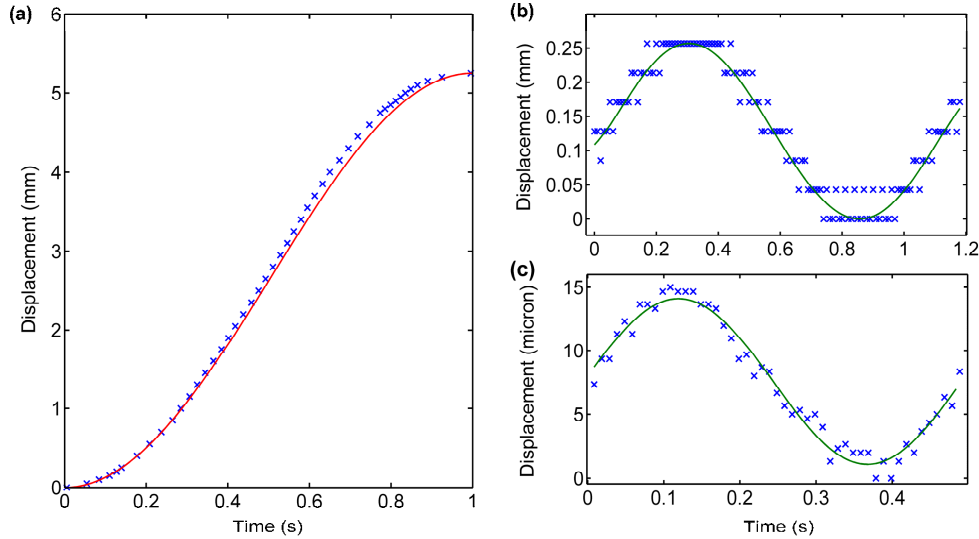 (a)
6
5
4
3
2
1
0
Displacement (mm)
0 0.2 0.4 0.6 0.8 1
Time (s)
(b)
0.25
0.2
0.15
0.1
0.05
0
Displacement (mm)
0 0.2 0.4 0.6 0.8 1 1.2
(c)
15
10
5
0
Displacement (micron)
0 0.1 0.2 0.3 0.4
Time (s)